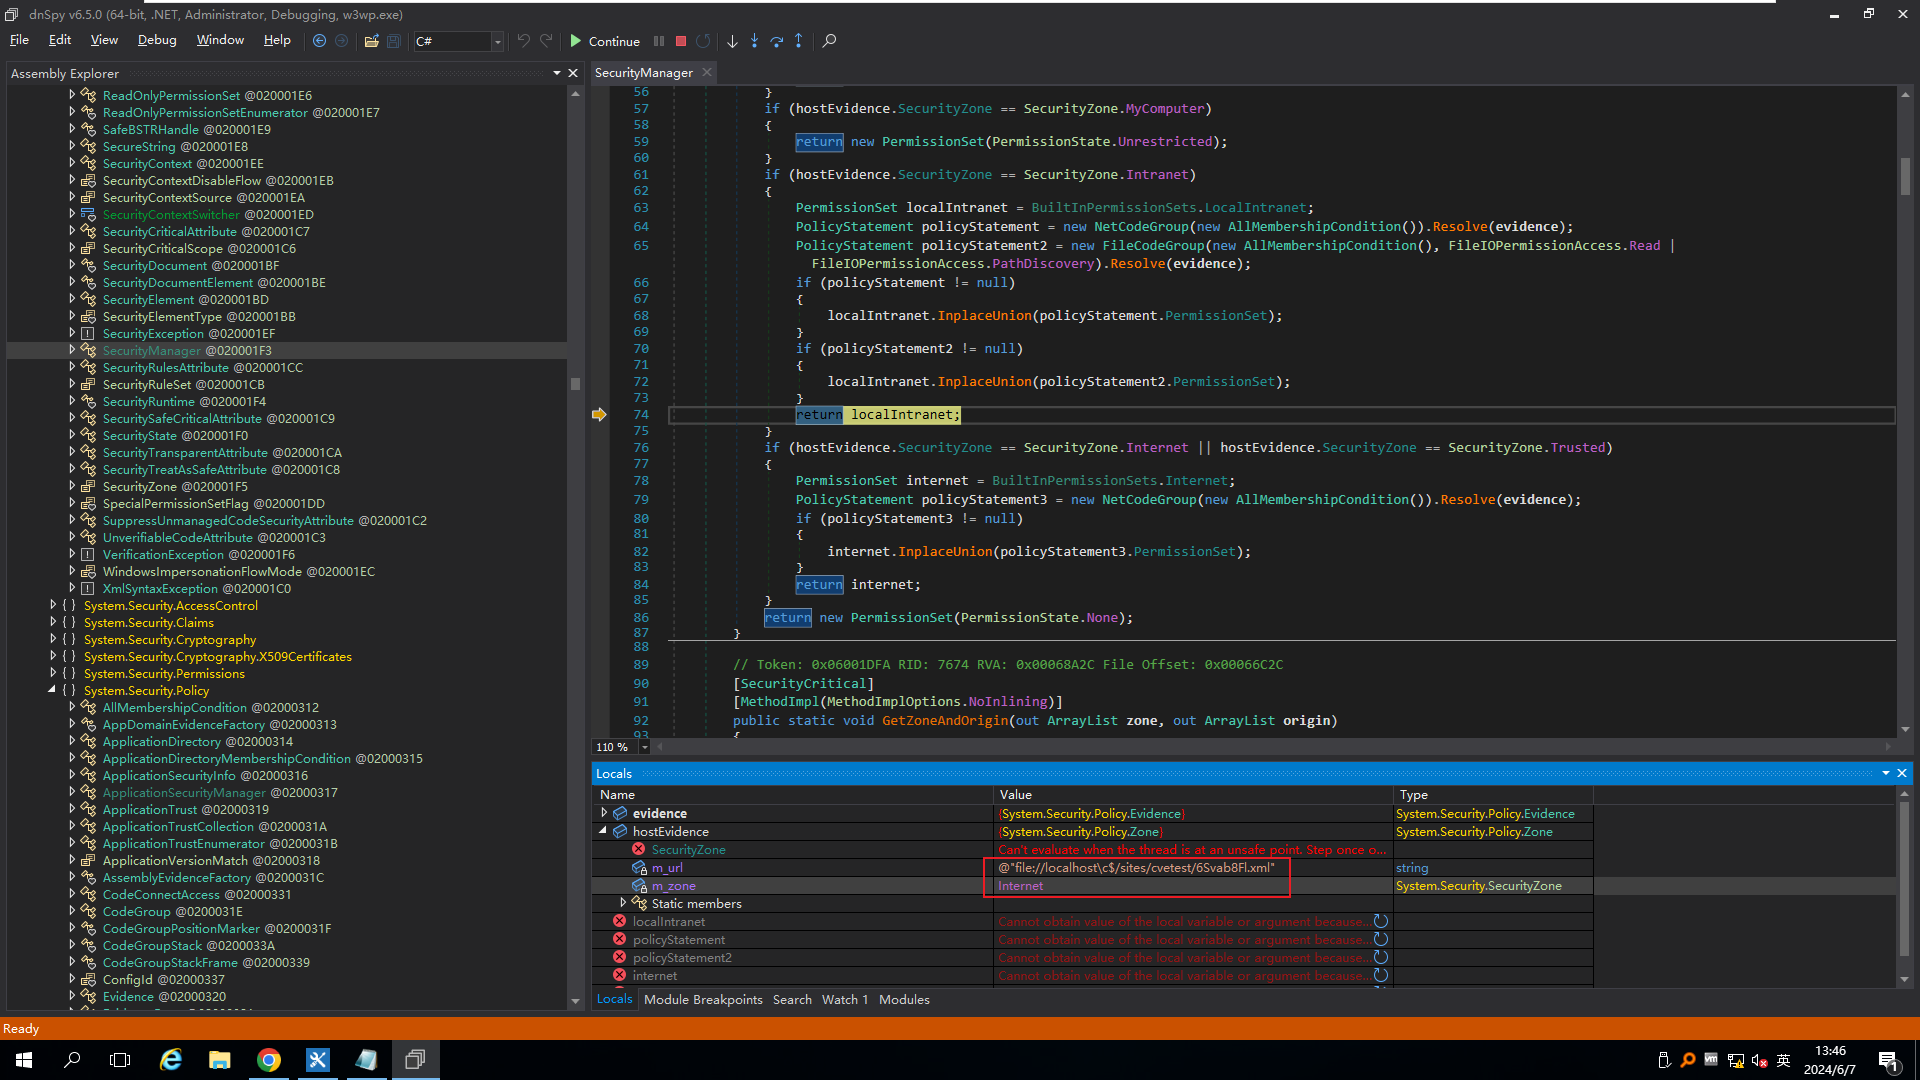 dnSpy v6.5.0 (64-bit, .NET, Administrator, Debugging, w3wp.exe)
File Edit View Debug Window Help C# Continue
Assembly Explorer
ReadOnlyPermissionSet @020001E6
ReadOnlyPermissionSetEnumerator @020001E7
SafeBSTRHandle @020001E9
SecureString @020001E8
SecurityContext @020001EE
SecurityContextDisableFlow @020001EB
SecurityContextSource @020001EA
SecurityContextSwitcher @020001ED
SecurityCriticalAttribute @020001C7
SecurityCriticalScope @020001C6
SecurityDocument @020001BF
SecurityDocumentElement @020001BE
SecurityElement @020001BD
SecurityElementType @020001BB
SecurityException @020001EF
SecurityManager @020001F3
SecurityRulesAttribute @020001CC
SecurityRuleSet @020001CB
SecurityRuntime @020001F4
SecuritySafeCriticalAttribute @020001C9
SecurityState @020001F0
SecurityTransparentAttribute @020001CA
SecurityTreatAsSafeAttribute @020001C8
SecurityZone @020001F5
SpecialPermissionSetFlag @020001DD
SuppressUnmanagedCodeSecurityAttribute @020001C2
UnverifiableCodeAttribute @020001C3
VerificationException @020001F6
WindowsImpersonationFlowMode @020001EC
XmlSyntaxException @020001C0
{ } System.Security.AccessControl
{ } System.Security.Claims
{ } System.Security.Cryptography
{ } System.Security.Cryptography.X509Certificates
{ } System.Security.Permissions
{ } System.Security.Policy
AllMembershipCondition @02000312
AppDomainEvidenceFactory @02000313
ApplicationDirectory @02000314
ApplicationDirectoryMembershipCondition @02000315
ApplicationSecurityInfo @02000316
ApplicationSecurityManager @02000317
ApplicationTrust @02000319
ApplicationTrustCollection @0200031A
ApplicationTrustEnumerator @0200031B
ApplicationVersionMatch @02000318
AssemblyEvidenceFactory @0200031C
CodeConnectAccess @02000331
CodeGroup @0200031E
CodeGroupPositionMarker @0200031F
CodeGroupStack @0200033A
CodeGroupStackFrame @02000339
ConfigId @02000337
Evidence @02000320
SecurityManager
56 }
57 if (hostEvidence.SecurityZone == SecurityZone.MyComputer)
58 {
59 return new PermissionSet(PermissionState.Unrestricted);
60 }
61 if (hostEvidence.SecurityZone == SecurityZone.Intranet)
62 {
63 PermissionSet localIntranet = BuiltInPermissionSets.LocalIntranet;
64 PolicyStatement policyStatement = new NetCodeGroup(new AllMembershipCondition()).Resolve(evidence);
65 PolicyStatement policyStatement2 = new FileCodeGroup(new AllMembershipCondition(), FileIOPermissionAccess.Read |
FileIOPermissionAccess.PathDiscovery).Resolve(evidence);
66 if (policyStatement != null)
67 {
68 localIntranet.InplaceUnion(policyStatement.PermissionSet);
69 }
70 if (policyStatement2 != null)
71 {
72 localIntranet.InplaceUnion(policyStatement2.PermissionSet);
73 }
74 return localIntranet;
75 }
76 if (hostEvidence.SecurityZone == SecurityZone.Internet || hostEvidence.SecurityZone == SecurityZone.Trusted)
77 {
78 PermissionSet internet = BuiltInPermissionSets.Internet;
79 PolicyStatement policyStatement3 = new NetCodeGroup(new AllMembershipCondition()).Resolve(evidence);
80 if (policyStatement3 != null)
81 {
82 internet.InplaceUnion(policyStatement3.PermissionSet);
83 }
84 return internet;
85 }
86 return new PermissionSet(PermissionState.None);
87 }
88
89 // Token: 0x06001DFA RID: 7674 RVA: 0x00068A2C File Offset: 0x00066C2C
90 [SecurityCritical]
91 [MethodImpl(MethodImplOptions.NoInlining)]
92 public static void GetZoneAndOrigin(out ArrayList zone, out ArrayList origin)
93 {
110 %
Locals
Name Value Type
evidence {System.Security.Policy.Evidence} System.Security.Policy.Evidence
hostEvidence {System.Security.Policy.Zone} System.Security.Policy.Zone
SecurityZone Can't evaluate when the thread is at an unsafe point. Step once o...
m_url @"file://localhost\c$/sites/cvetest/6Svab8Fl.xml" string
m_zone Internet System.Security.SecurityZone
Static members
localIntranet Cannot obtain value of the local variable or argument because...
policyStatement Cannot obtain value of the local variable or argument because...
policyStatement2 Cannot obtain value of the local variable or argument because...
internet Cannot obtain value of the local variable or argument because...
Locals Module Breakpoints Search Watch 1 Modules
Ready
英
13:46
2024/6/7
1